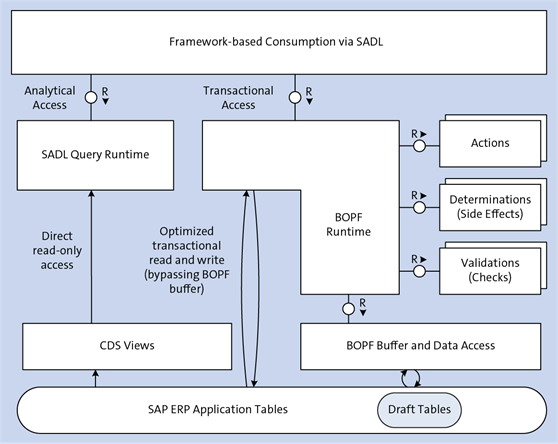 Framework-based Consumption via SADL
Analytical
Access
R
Transactional
Access
R
SADL Query Runtime
R
Actions
Direct
read-only
access
Optimized
transactional
read and write
(bypassing BOPF
buffer)
BOPF
Runtime
R
Determinations
(Side Effects)
R
Validations
(Checks)
R
CDS Views
BOPF Buffer and Data Access
SAP ERP Application Tables
Draft Tables